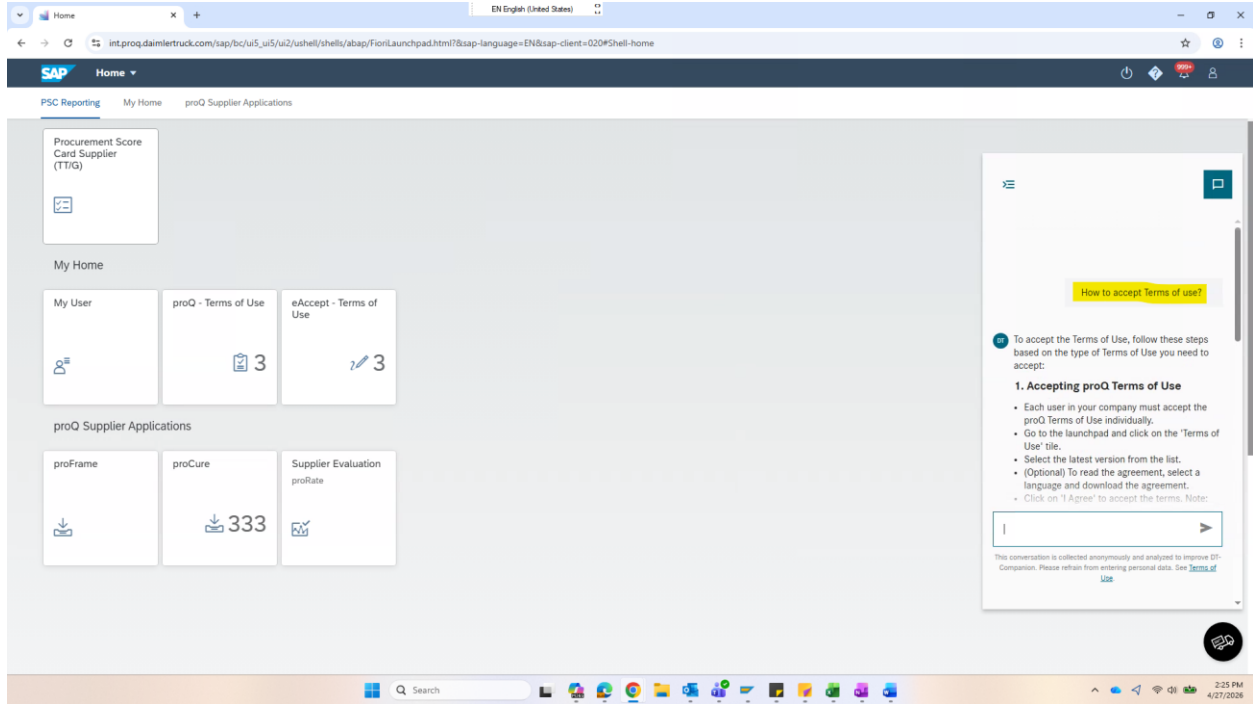 EN English (United States)
Home
int.proq.daimlertruck.com/sap/bc/ui5_ui5/ui2/ushell/shells/abap/FioriLaunchpad.html?&sap-language=EN&sap-client=020#Shell-home
SAP Home
999+
PSC Reporting My Home proQ Supplier Applications
Procurement Score
Card Supplier
(TT/G)
My Home
My User
proQ - Terms of Use
3
eAccept - Terms of
Use
3
proQ Supplier Applications
proFrame
proCure
333
Supplier Evaluation
proRate
How to accept Terms of use?
DT
To accept the Terms of Use, follow these steps
based on the type of Terms of Use you need to
accept:
1. Accepting proQ Terms of Use
• Each user in your company must accept the
proQ Terms of Use individually.
• Go to the launchpad and click on the 'Terms of
Use' tile.
• Select the latest version from the list.
• (Optional) To read the agreement, select a
language and download the agreement.
• Click on 'I Agree' to accept the terms. Note:
This conversation is collected anonymously and analyzed to improve DT-
Companion. Please refrain from entering personal data. See Terms of
Use
Search
2:25 PM
4/27/2026